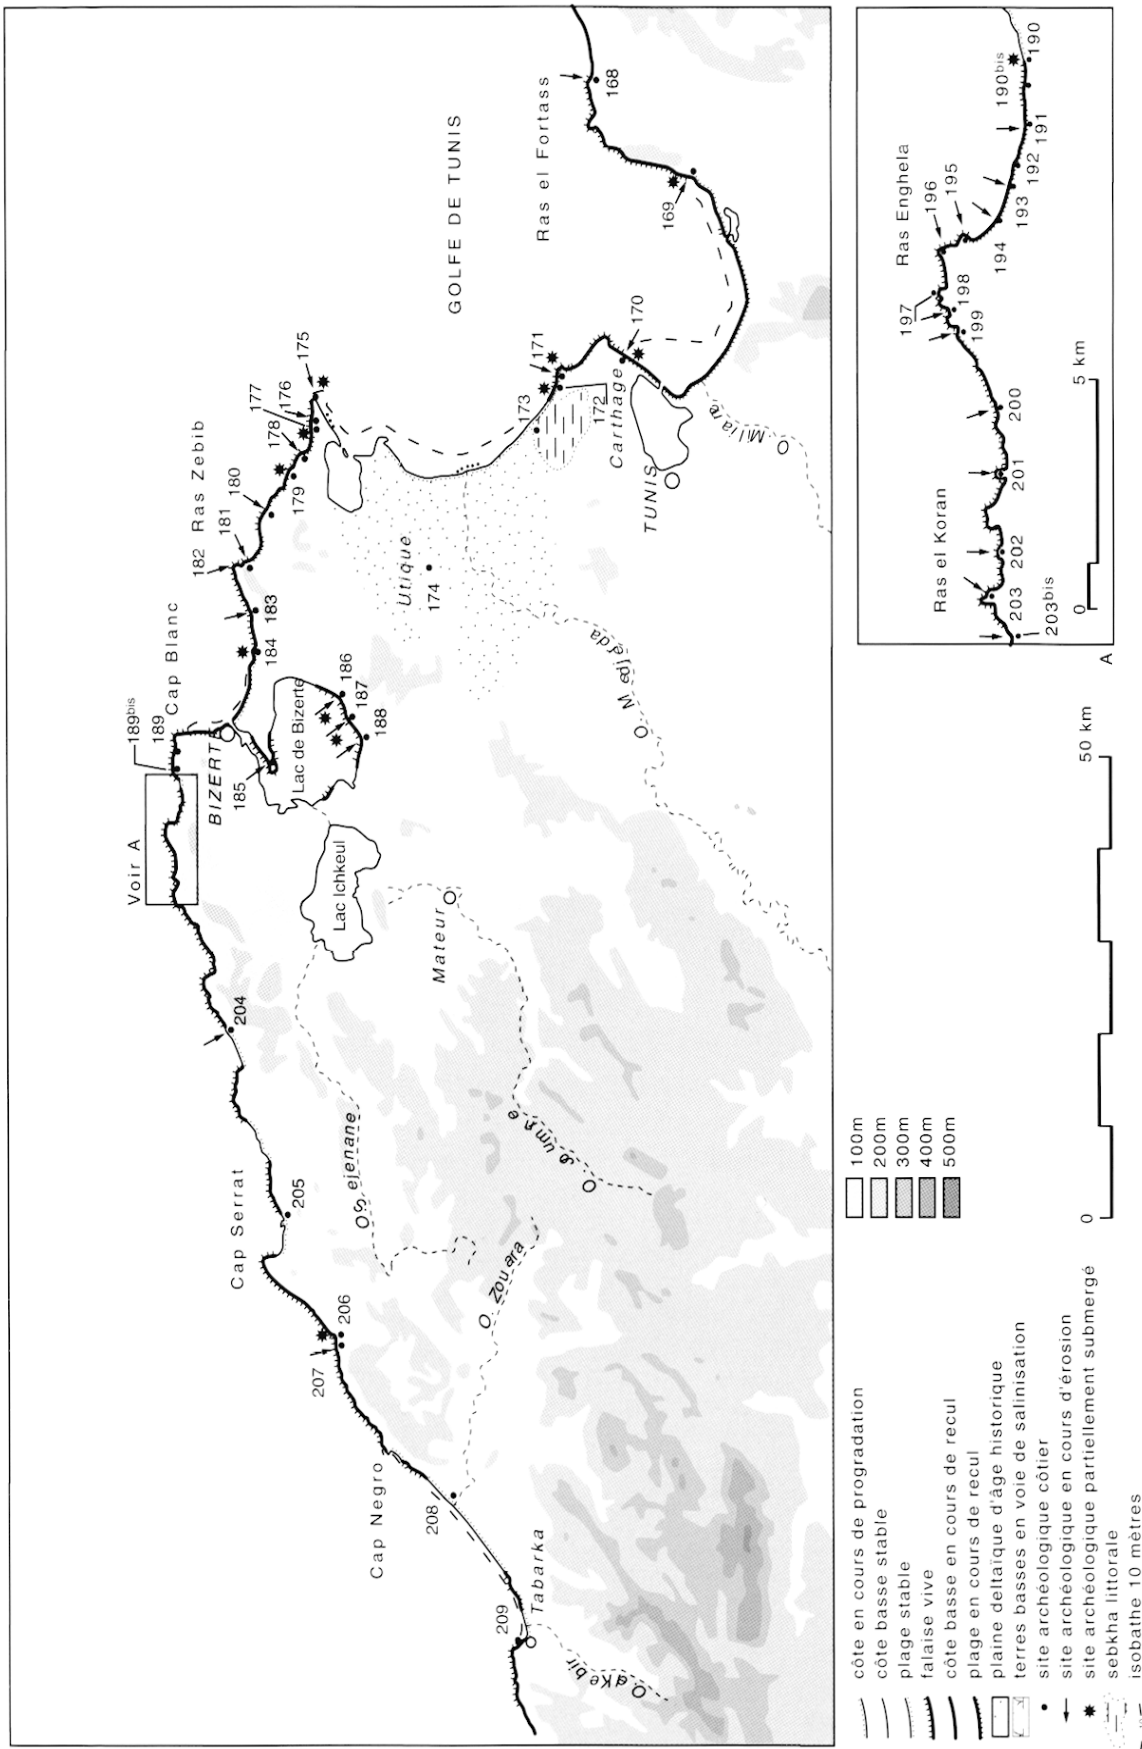 GOLFE DE TUNIS
Ras el Fortass
168
169
170
171
172
173
Carthage
TUNIS
Miliare
Medjerda
Utique
174
175
176
177
178
179
180
181
182
Ras Zebib
183
184
Cap Blanc
189bis
189
BIZERT
185
Lac de Bizerte
186
187
188
Voir A
Lac Ichkeul
Mateur
Joumne
204
Sejenane
Cap Serrat
205
Zouara
206
207
Cap Negro
208
Tabarka
209
O.dKebir
Ras Enghela
190
190bis
191
192
193
194
195
196
197
198
199
200
201
202
203
203bis
Ras el Koran
0 5 km
A
100m
200m
300m
400m
500m
0 50 km
côte en cours de progradation
côte basse stable
plage stable
falaise vive
côte basse en cours de recul
plage en cours de recul
plaine deltaïque d'âge historique
terres basses en voie de salinisation
site archéologique côtier
site archéologique en cours d'érosion
site archéologique partiellement submergé
sebkha littorale
isobathe 10 mètres